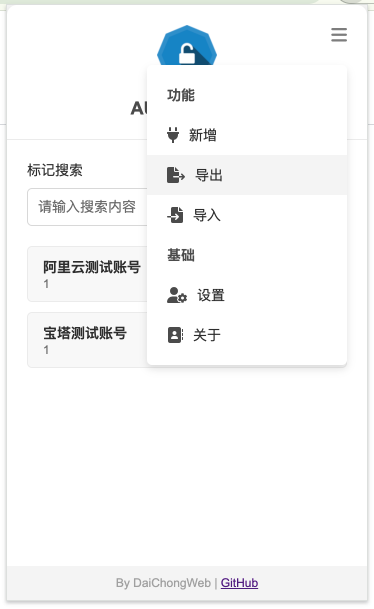 AU
功能
新增
导出
导入
基础
设置
关于
标记搜索
请输入搜索内容
阿里云测试账号
1
宝塔测试账号
1
By DaiChongWeb | GitHub